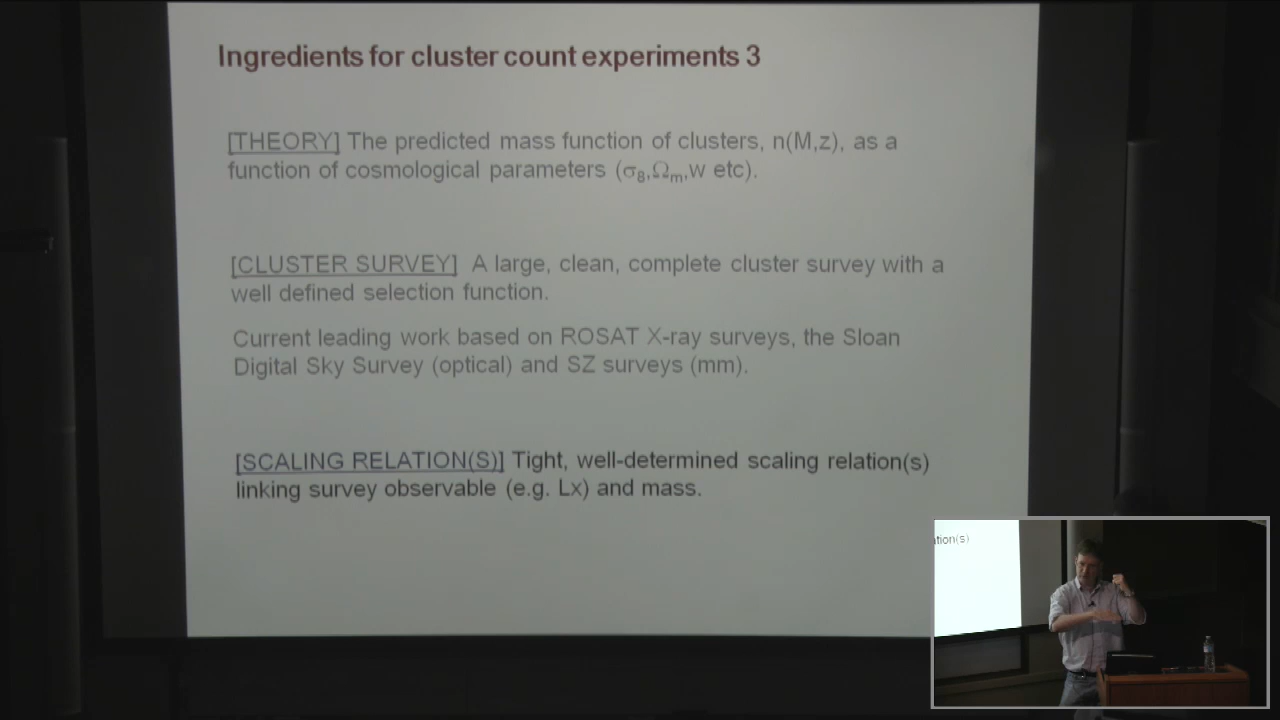 Ingredients for cluster count experiments 3
[THEORY] The predicted mass function of clusters, n(M,z), as a
function of cosmological parameters (σ₈,Ωₘ,w etc).
[CLUSTER SURVEY] A large, clean, complete cluster survey with a
well defined selection function.
Current leading work based on ROSAT X-ray surveys, the Sloan
Digital Sky Survey (optical) and SZ surveys (mm).
[SCALING RELATION(S)] Tight, well-determined scaling relation(s)
linking survey observable (e.g. Lx) and mass.
ation(s)